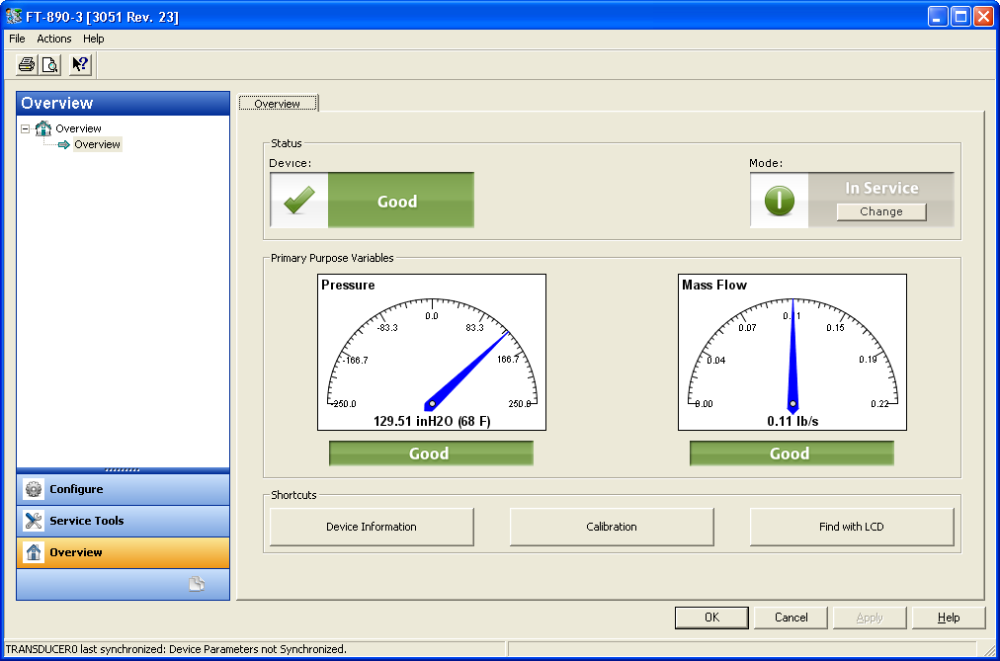 FT-890-3 [3051 Rev. 23]
File Actions Help
Overview
Overview
Overview
Configure
Service Tools
Overview
Overview
Status
Device:
Good
Mode:
In Service
Change
Primary Purpose Variables
Pressure
0.0
-83.3 83.3
-166.7 166.7
-250.0 250.0
129.51 inH2O (68 F)
Good
Mass Flow
0.11
0.07 0.15
0.04 0.19
0.00 0.22
0.11 lb/s
Good
Shortcuts
Device Information Calibration Find with LCD
OK Cancel Apply Help
TRANSDUCER0 last synchronized: Device Parameters not Synchronized.